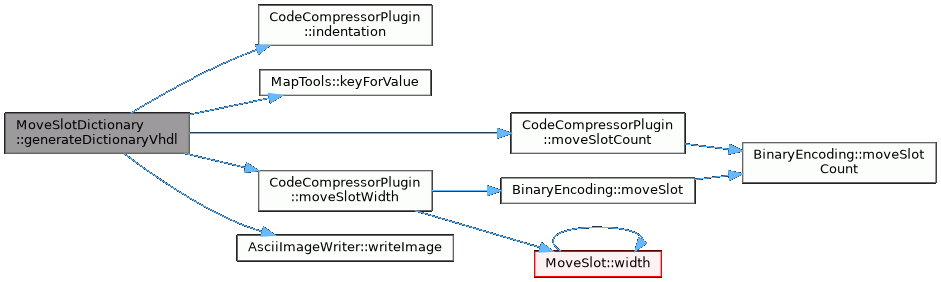 CodeCompressorPlugin
::indentation
MapTools::keyForValue
MoveSlotDictionary
::generateDictionaryVhdl
CodeCompressorPlugin
::moveSlotCount
BinaryEncoding::moveSlot
Count
CodeCompressorPlugin
::moveSlotWidth
BinaryEncoding::moveSlot
AsciiImageWriter::writeImage
MoveSlot::width